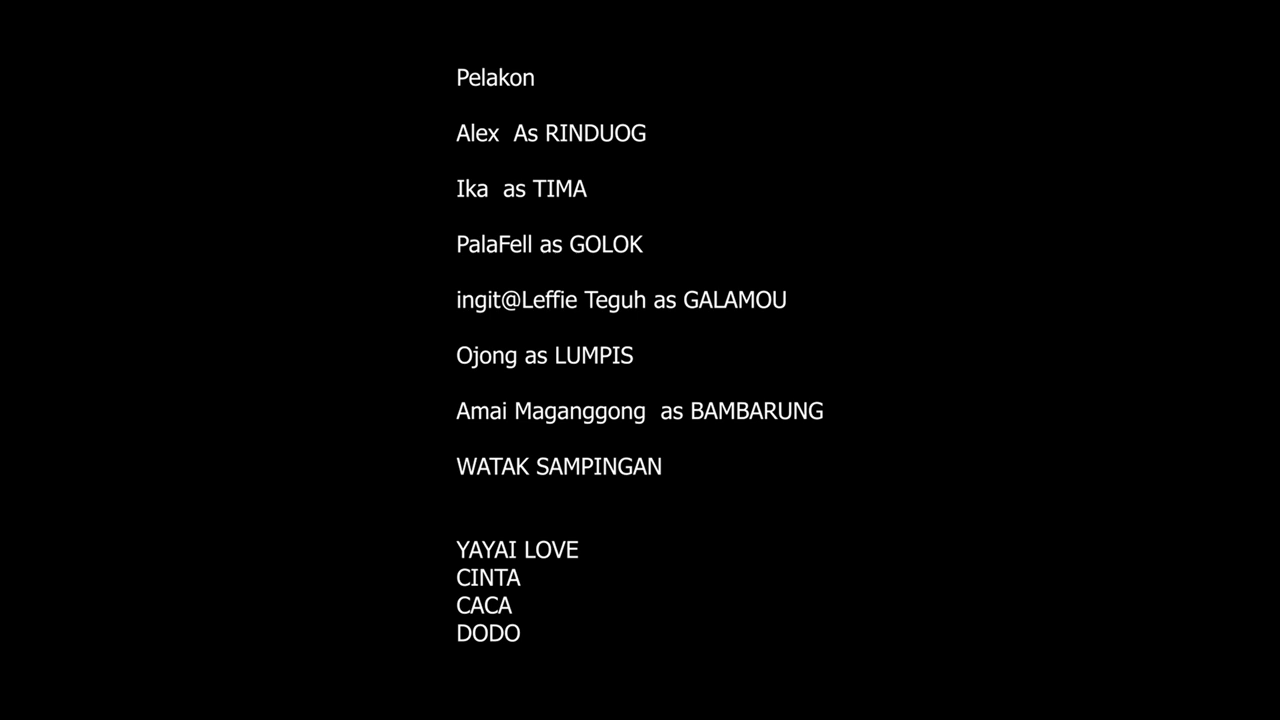 Pelakon
Alex  As RINDUOG
Ika  as TIMA
PalaFell as GOLOK
ingit@Leffie Teguh as GALAMOU
Ojong as LUMPIS
Amai Maganggong  as BAMBARUNG
WATAK SAMPINGAN
YAYAI LOVE
CINTA
CACA
DODO